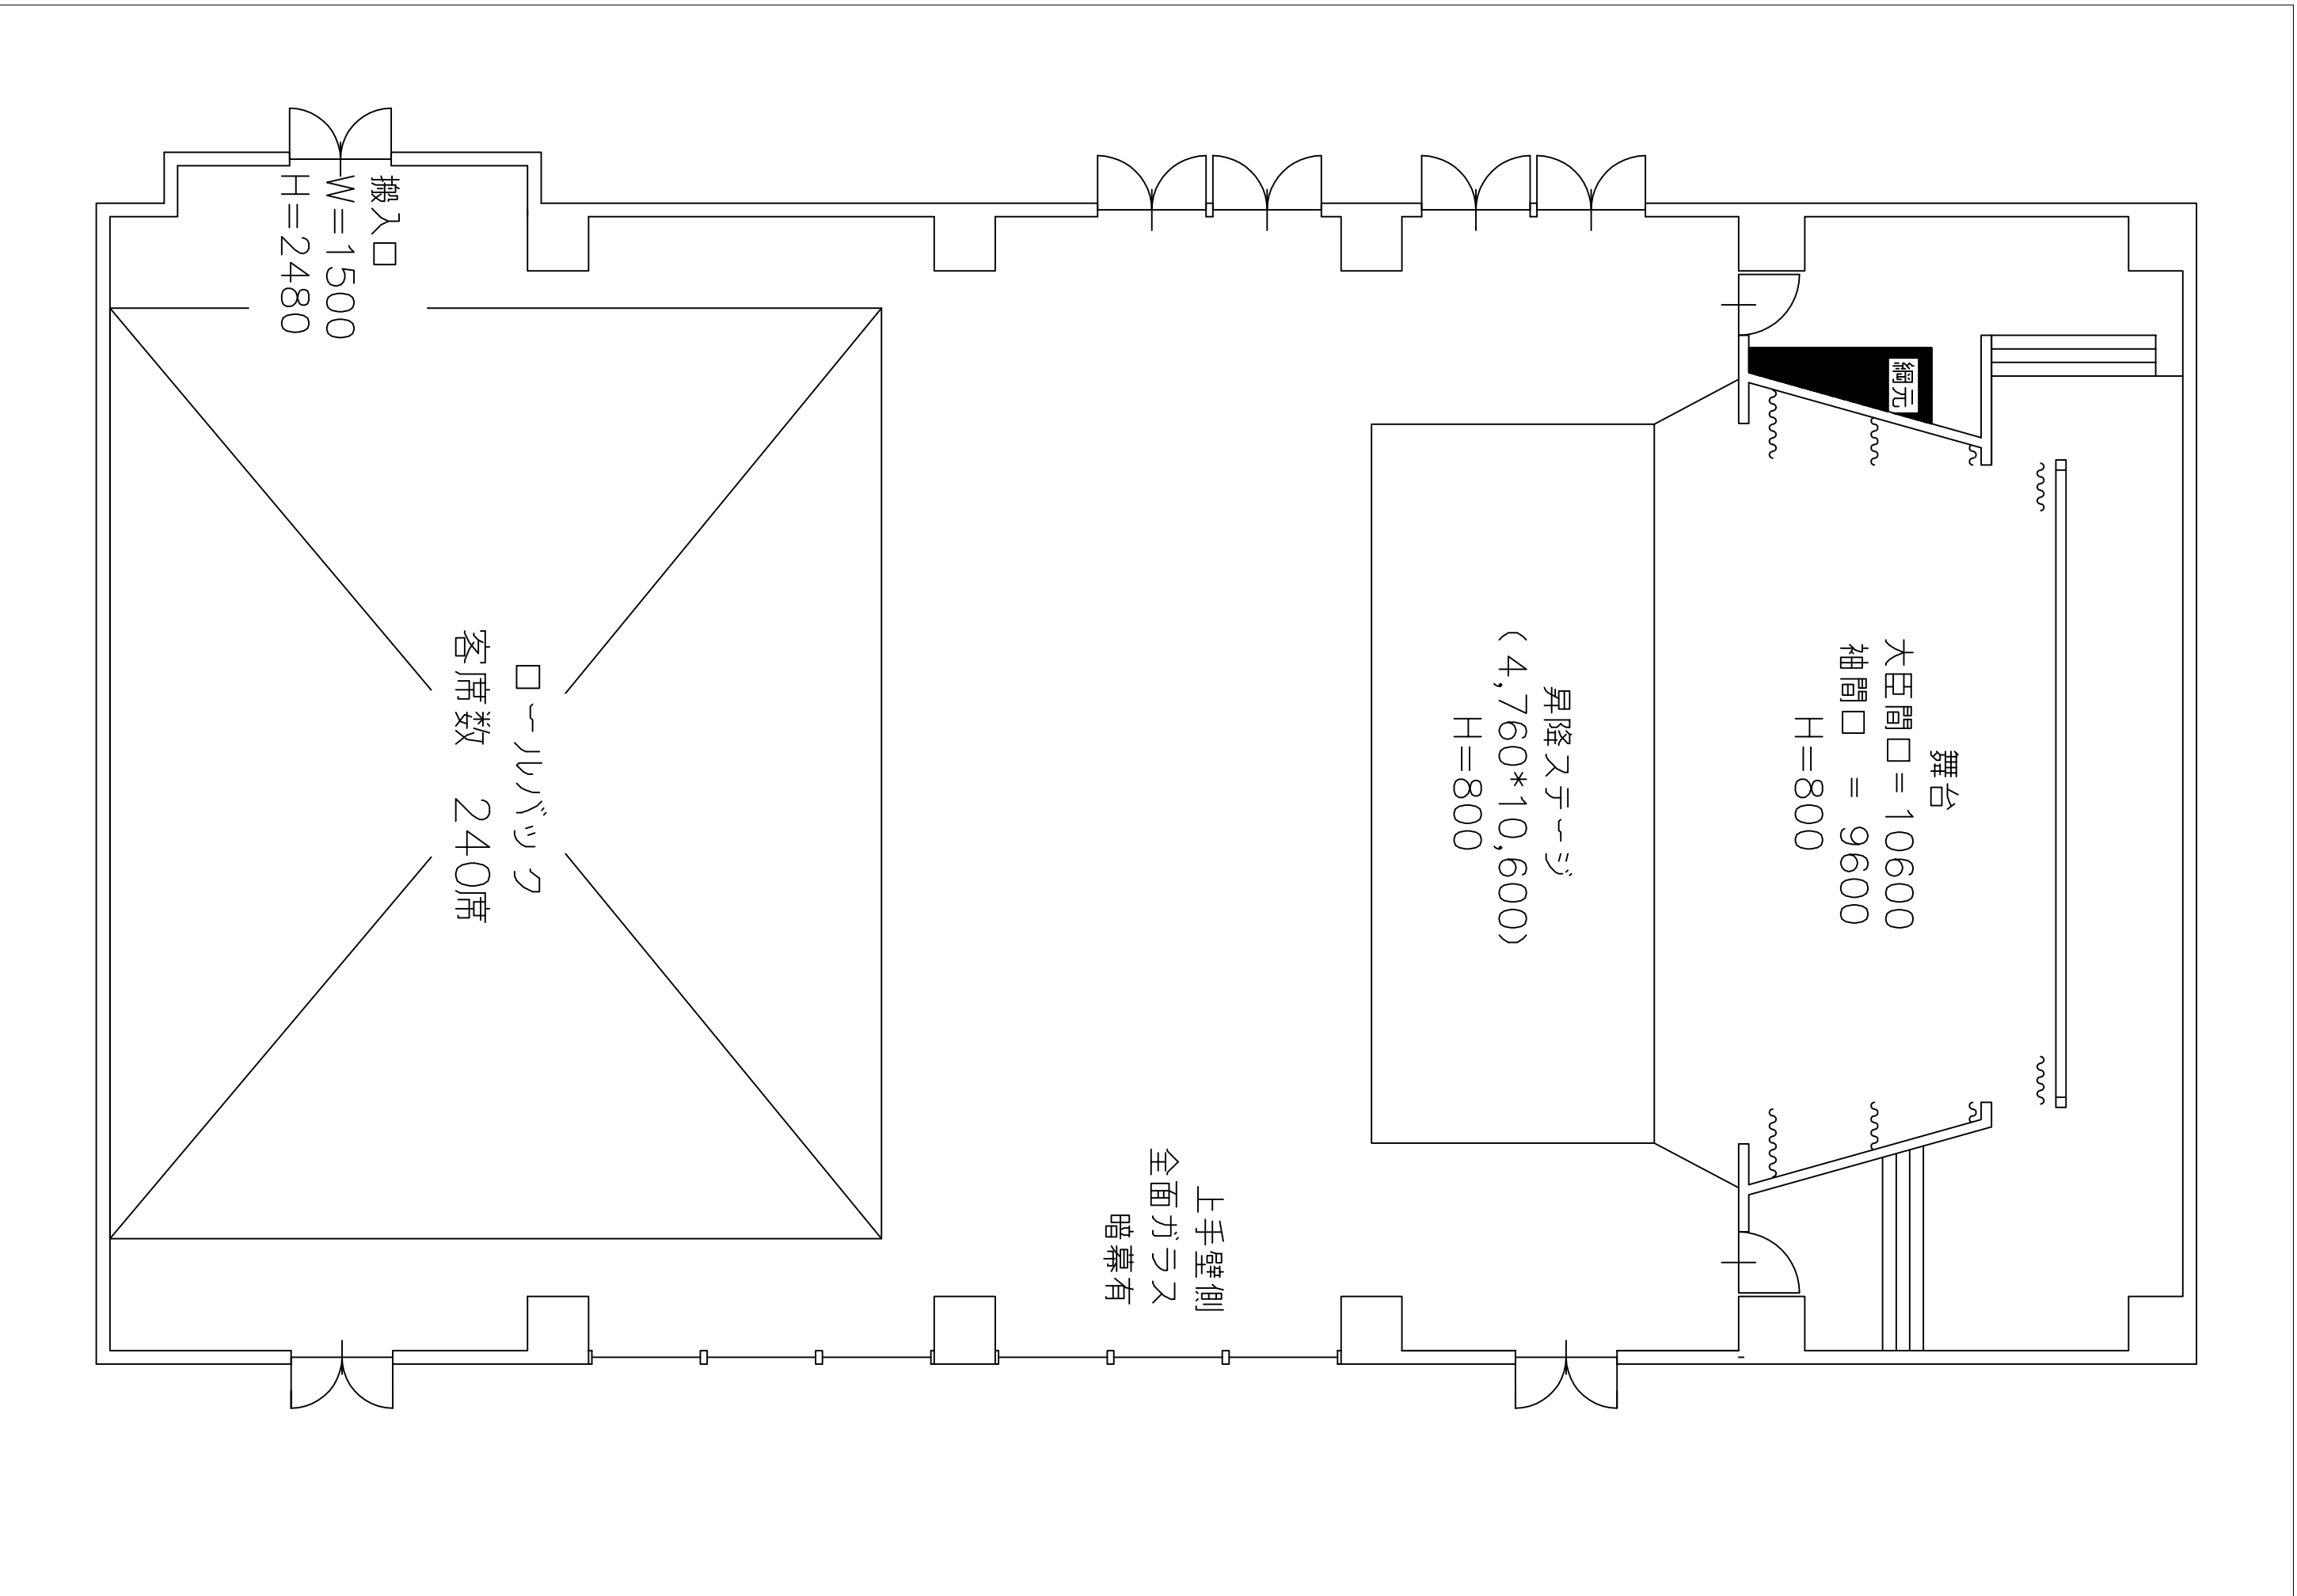 搬入口
W=1500
H=2480
ロールバック
客席数　240席
上手壁側
全面ガラス
暗幕有
昇降ステージ
(4,760*10,600)
H=800
舞台
大臣間口=10600
袖間口 = 9600
H=800
綱元